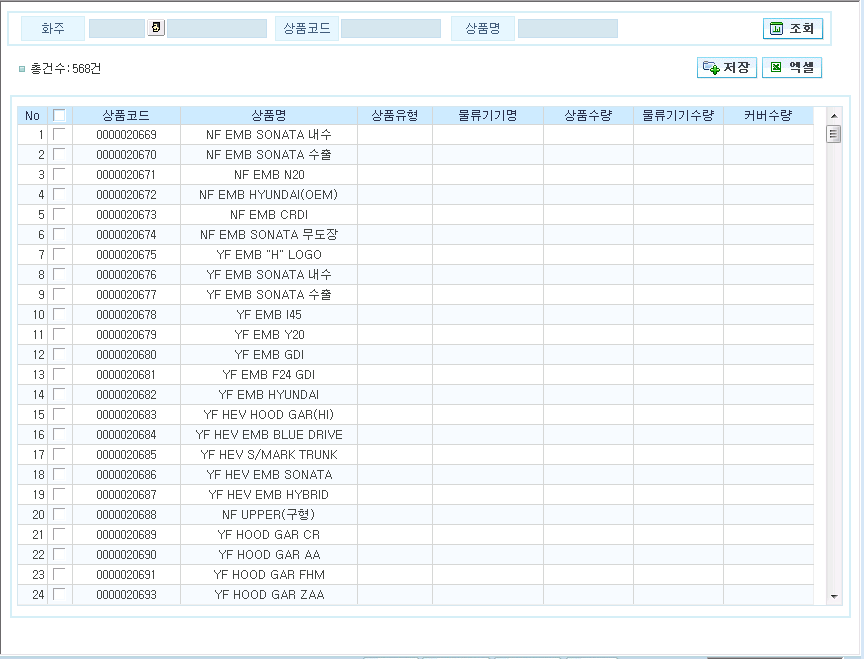 화주 상품코드 상품명 조회
총건수:568건 저장 엑셀
No 상품코드 상품명 상품유형 물류기기명 상품수량 물류기기수량 커버수량
1 0000020669 NF EMB SONATA 내수
2 0000020670 NF EMB SONATA 수출
3 0000020671 NF EMB N20
4 0000020672 NF EMB HYUNDAI(OEM)
5 0000020673 NF EMB CRDI
6 0000020674 NF EMB SONATA 무도장
7 0000020675 YF EMB "H" LOGO
8 0000020676 YF EMB SONATA 내수
9 0000020677 YF EMB SONATA 수출
10 0000020678 YF EMB I45
11 0000020679 YF EMB Y20
12 0000020680 YF EMB GDI
13 0000020681 YF EMB F24 GDI
14 0000020682 YF EMB HYUNDAI
15 0000020683 YF HEV HOOD GAR(HI)
16 0000020684 YF HEV EMB BLUE DRIVE
17 0000020685 YF HEV S/MARK TRUNK
18 0000020686 YF HEV EMB SONATA
19 0000020687 YF HEV EMB HYBRID
20 0000020688 NF UPPER(구형)
21 0000020689 YF HOOD GAR CR
22 0000020690 YF HOOD GAR AA
23 0000020691 YF HOOD GAR FHM
24 0000020693 YF HOOD GAR ZAA